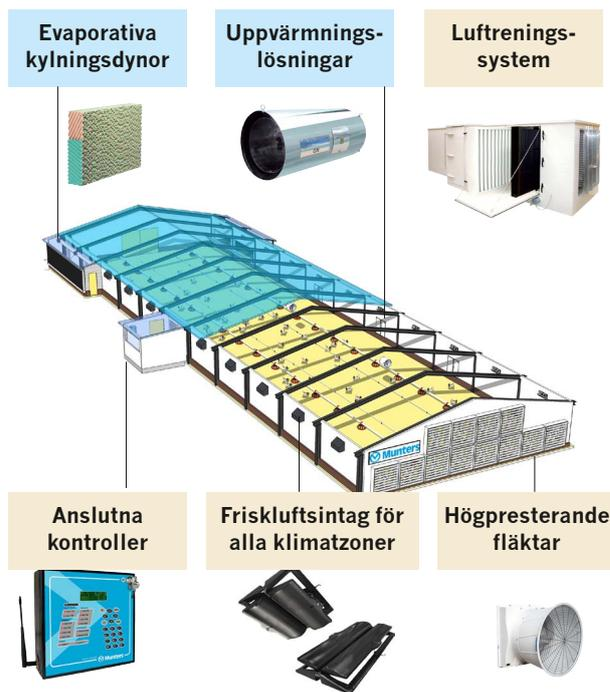 Evaporativa
kylningsdynor
Uppvärmnings-
lösningar
Luftrenings-
system
Munters
Anslutna
kontroller
Friskluftsintag för
alla klimatzoner
Högpresterande
fläktar
Munters